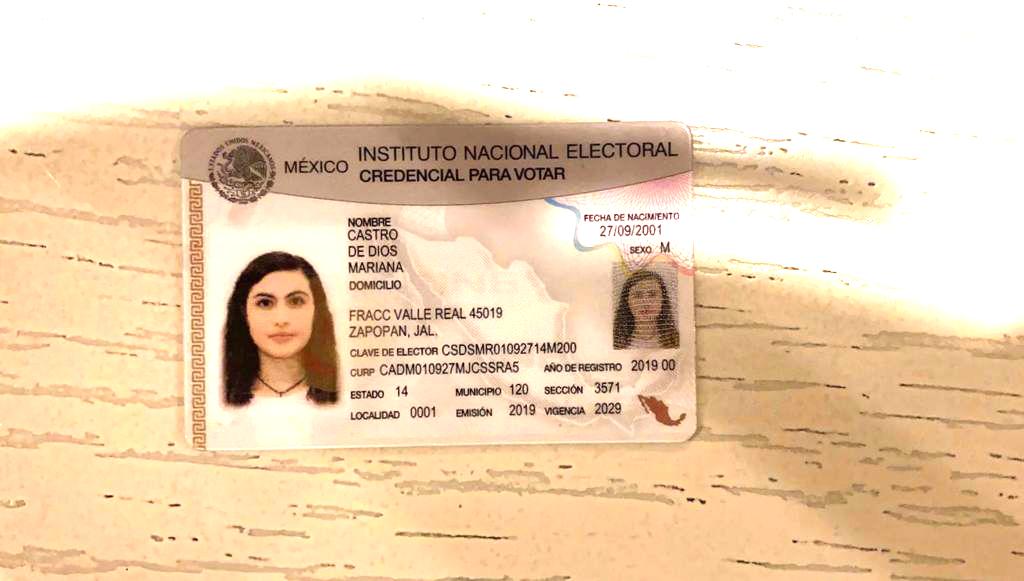 ESTADOS UNIDOS MEXICANOS
MÉXICO INSTITUTO NACIONAL ELECTORAL
CREDENCIAL PARA VOTAR
NOMBRE
CASTRO
DE DIOS
MARIANA
DOMICILIO
FRACC VALLE REAL 45019
ZAPOPAN, JAL.
FECHA DE NACIMIENTO
27/09/2001
SEXO M
CLAVE DE ELECTOR CSDSMR01092714M200
CURP CADM010927MJCSSRA5 AÑO DE REGISTRO 2019 00
ESTADO 14 MUNICIPIO 120 SECCIÓN 3571
LOCALIDAD 0001 EMISIÓN 2019 VIGENCIA 2029